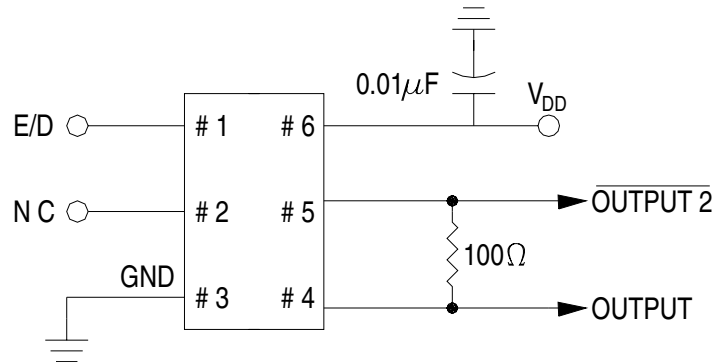 0.01µF
V_DD
E/D
# 1
# 6
N C
# 2
# 5
OUTPUT 2
100Ω
GND
# 3
# 4
OUTPUT